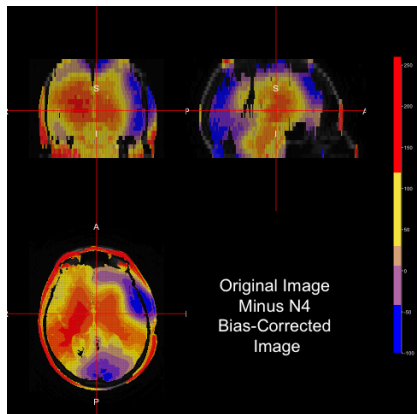 S
S
R
P
A
I
I
A
R
Original Image
Minus N4
Bias-Corrected
Image
P
250
200
150
100
50
0
-50
-100